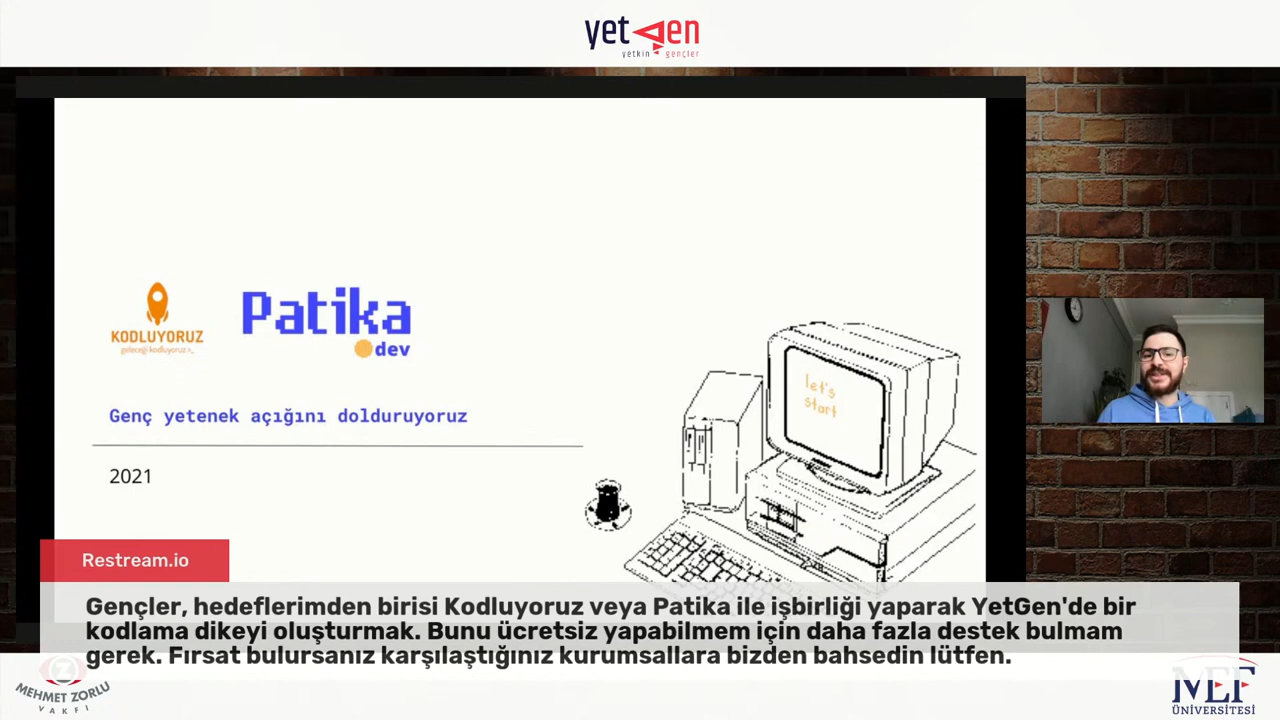 yet gen
yetkin gençler
KODLUYORUZ
geleceği kodluyoruz >_
Patika
dev
Genç yetenek açığını dolduruyoruz
2021
let's
start
Restream.io
Gençler, hedeflerimden birisi Kodluyoruz veya Patika ile işbirliği yaparak YetGen'de bir
kodlama dikeyi oluşturmak. Bunu ücretsiz yapabilmem için daha fazla destek bulmam
gerek. Fırsat bulursanız karşılaştığınız kurumsallara bizden bahsedin lütfen.
MEHMET ZORLU
VAKFI
MEF
ÜNİVERSİTESİ